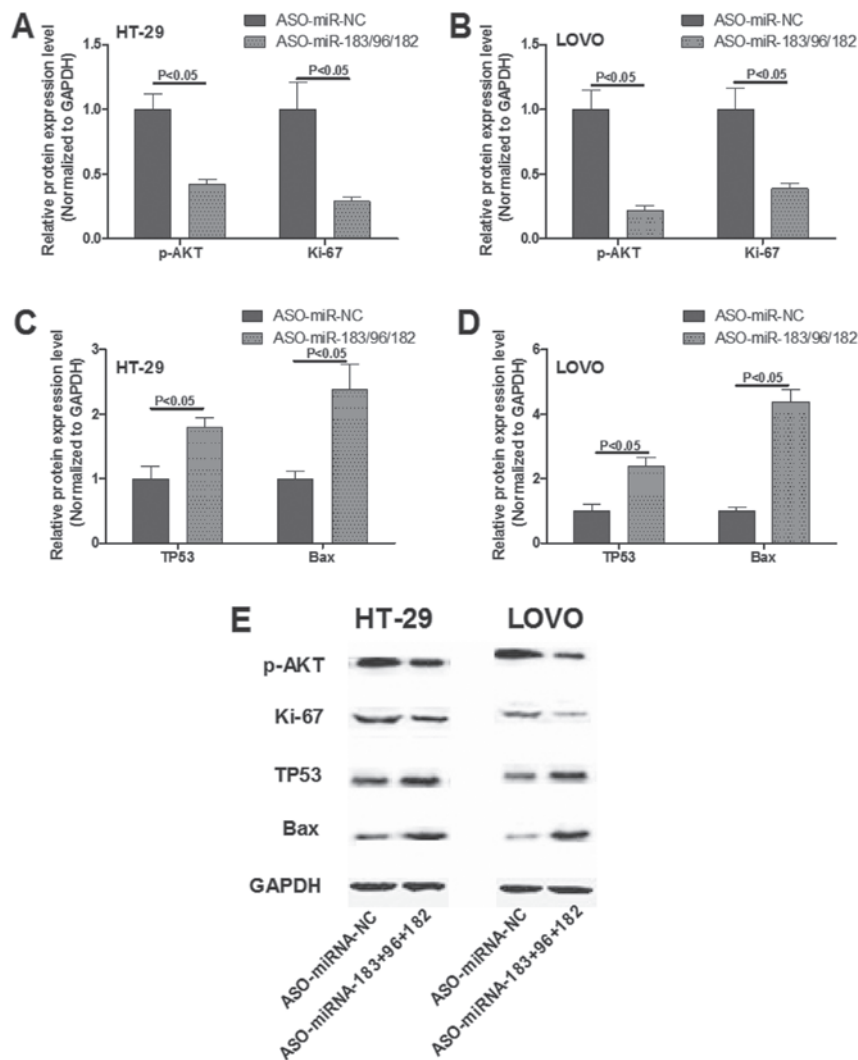 A
HT-29
ASO-miR-NC
ASO-miR-183/96/182
Relative protein expression level
(Normalized to GAPDH)
1.5
1.0
0.5
0.0
P<0.05
P<0.05
p-AKT
Ki-67
B
LOVO
ASO-miR-NC
ASO-miR-183/96/182
Relative protein expression level
(Normalized to GAPDH)
1.5
1.0
0.5
0.0
P<0.05
P<0.05
p-AKT
Ki-67
C
HT-29
ASO-miR-NC
ASO-miR-183/96/182
Relative protein expression level
(Normalized to GAPDH)
3
2
1
0
P<0.05
P<0.05
TP53
Bax
D
LOVO
ASO-miR-NC
ASO-miR-183/96/182
Relative protein expression level
(Normalized to GAPDH)
6
4
2
0
P<0.05
P<0.05
TP53
Bax
E
HT-29
LOVO
p-AKT
Ki-67
TP53
Bax
GAPDH
ASO-miRNA-NC
ASO-miRNA-183+96+182
ASO-miRNA-NC
ASO-miRNA-183+96+182